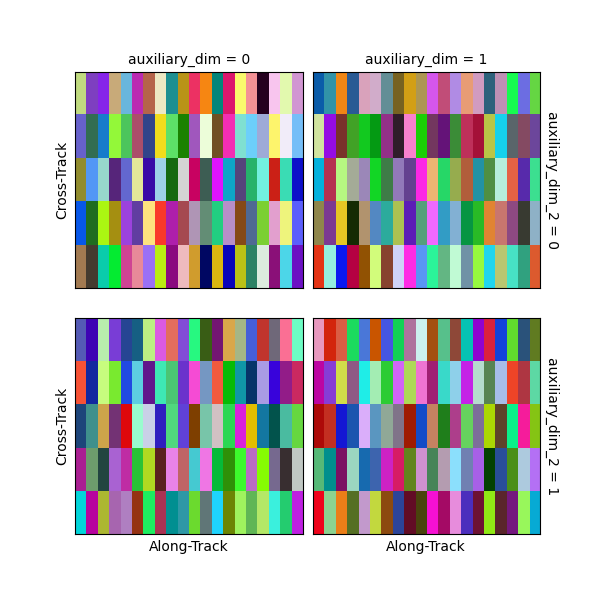 auxiliary_dim = 0
auxiliary_dim = 1
Cross-Track
auxiliary_dim_2 = 0
Cross-Track
auxiliary_dim_2 = 1
Along-Track
Along-Track